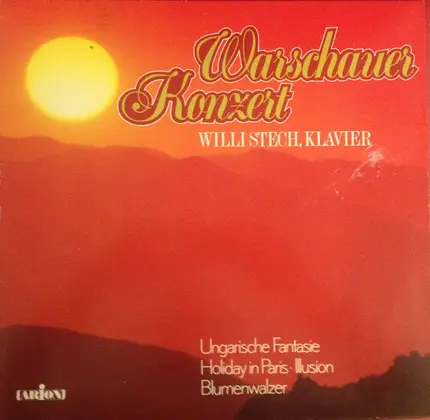 Warschauer
Konzert
WILLI STECH, KLAVIER
Ungarische Fantasie
Holiday in Paris · Illusion
Blumenwalzer
[ARION]